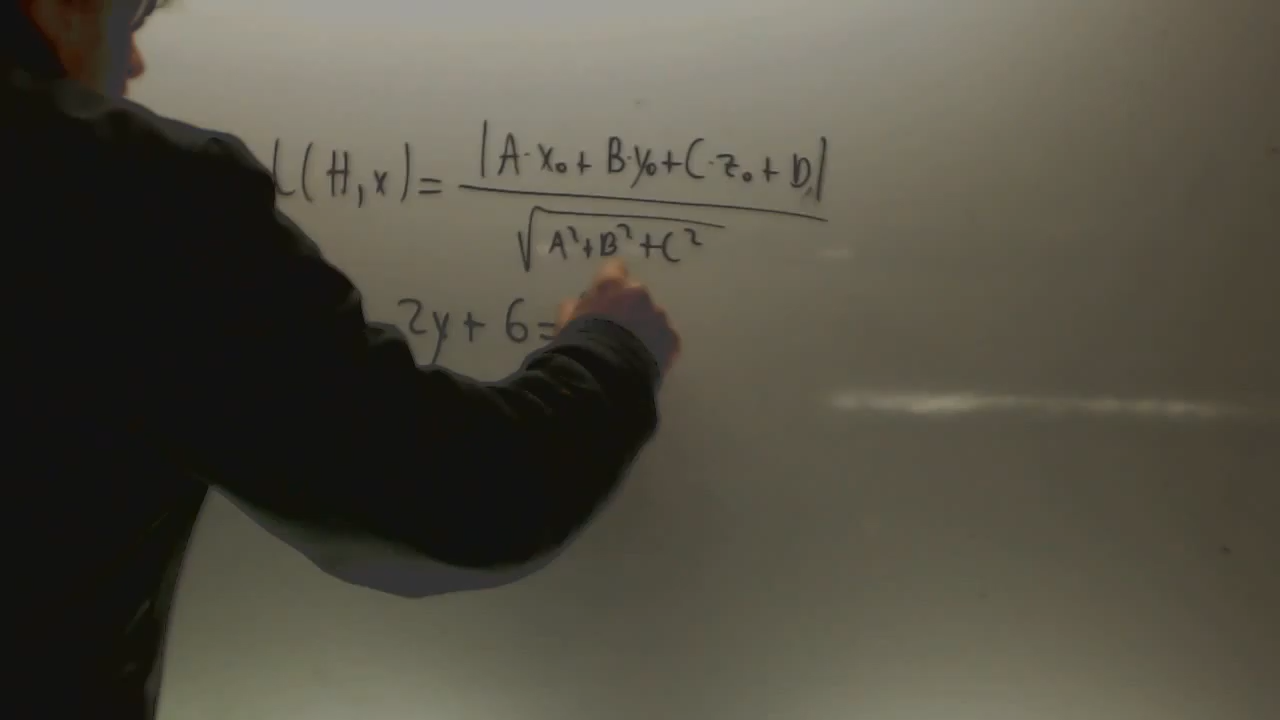 (H,x) = |A·x₀ + B·y₀ + C·z₀ + D| / √A² + B² + C²
2y + 6 =